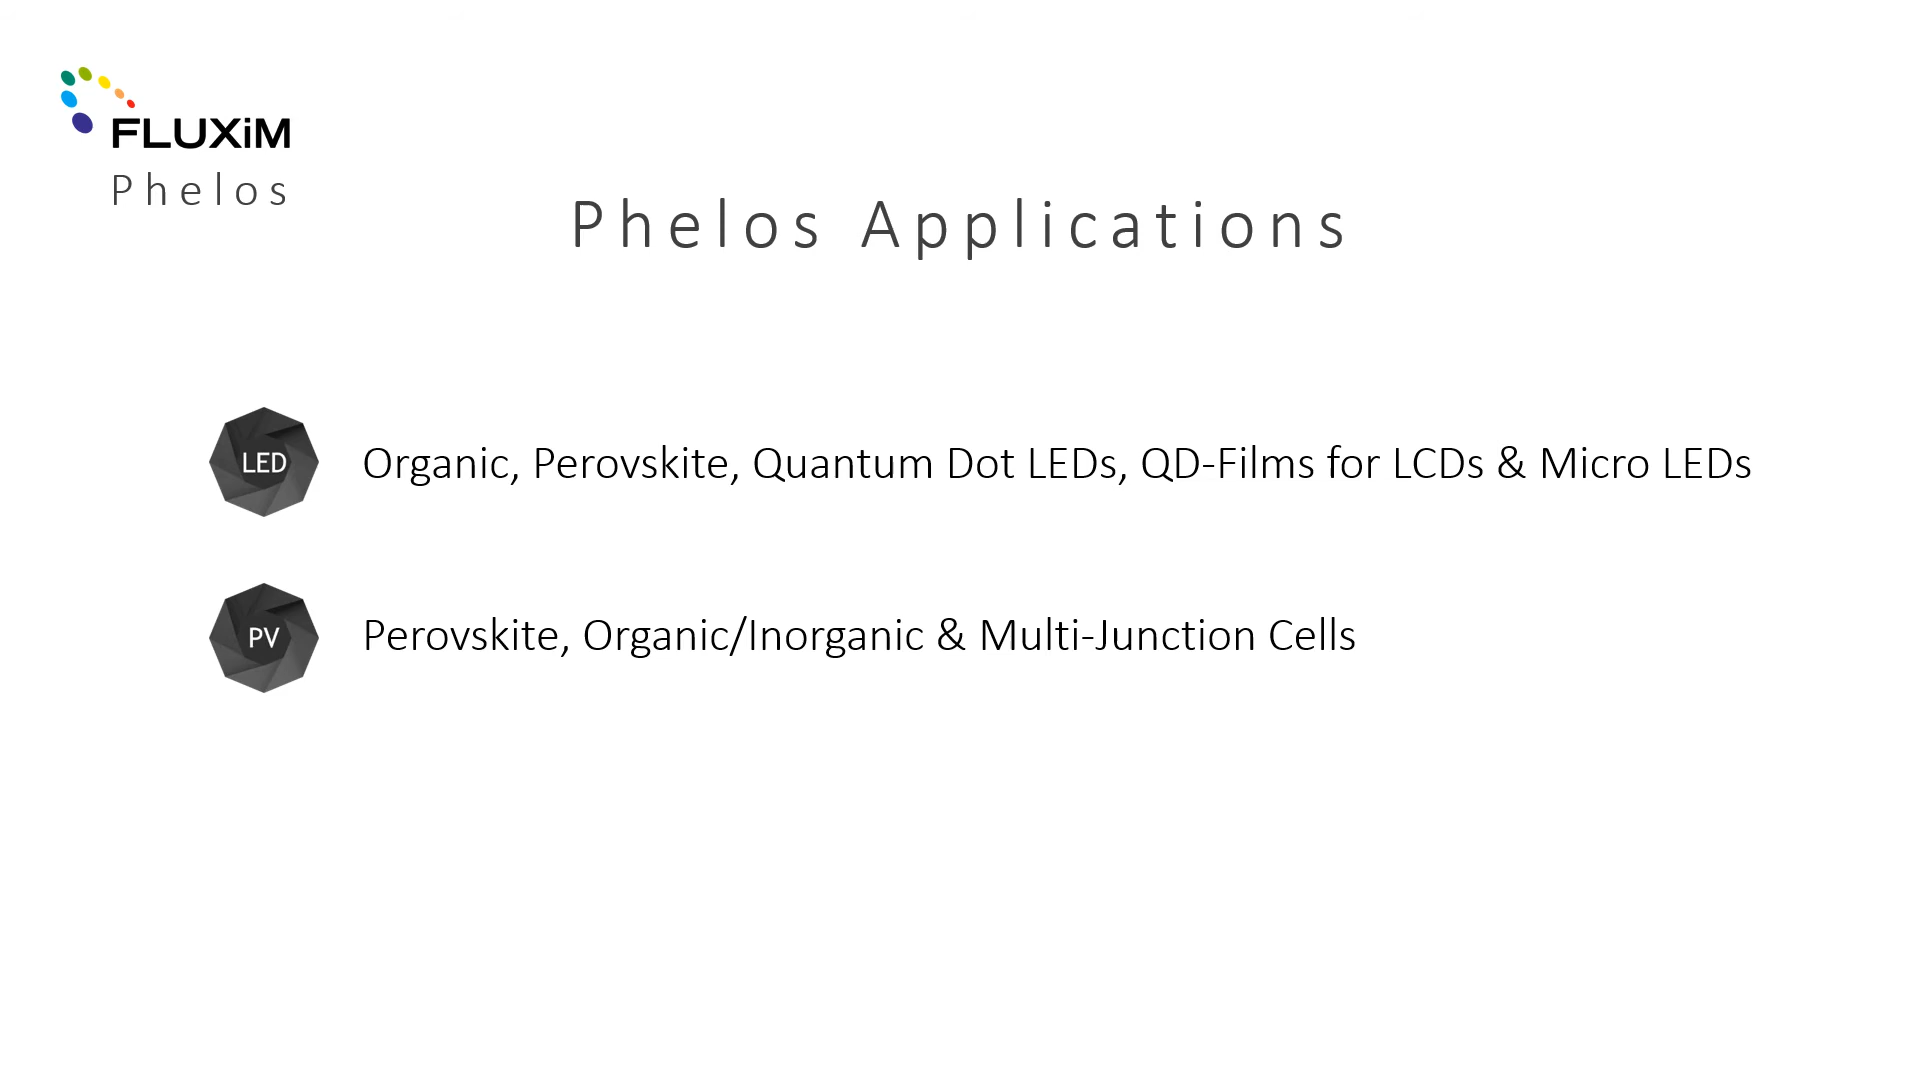 FLUXiM
Phelos
Phelos Applications
LED
Organic, Perovskite, Quantum Dot LEDs, QD-Films for LCDs & Micro LEDs
PV
Perovskite, Organic/Inorganic & Multi-Junction Cells